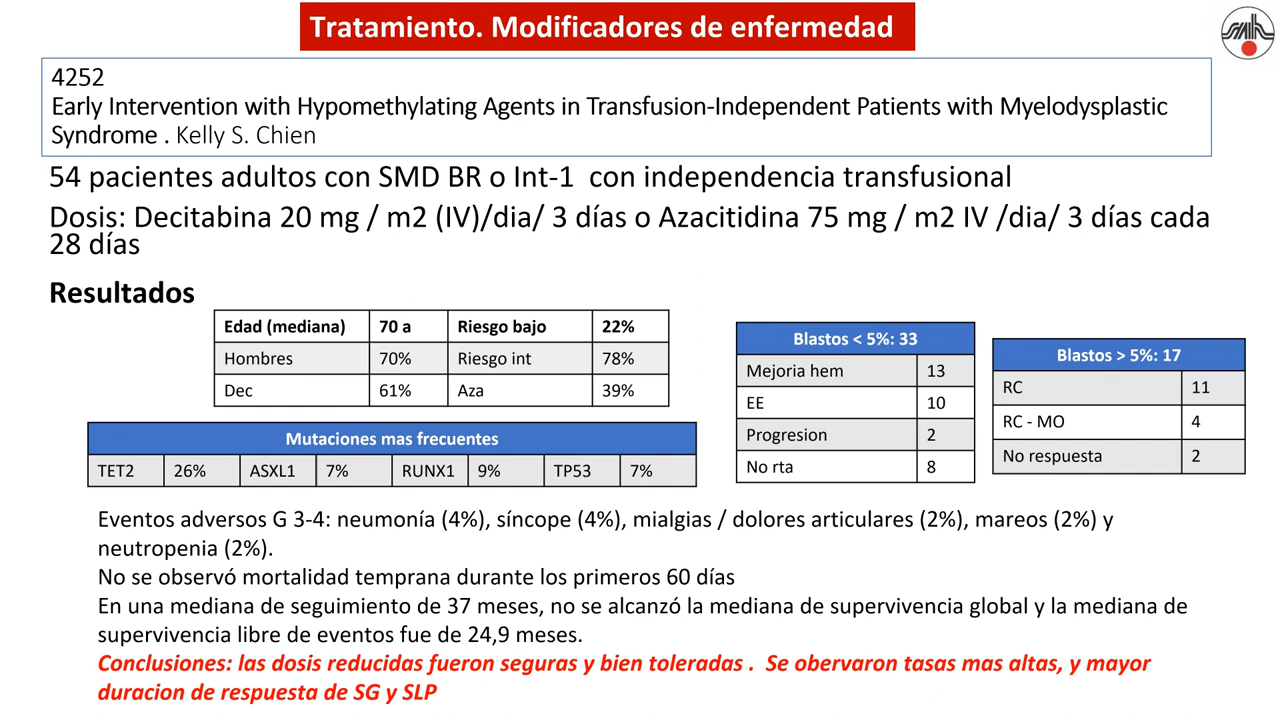 Tratamiento. Modificadores de enfermedad
4252
Early Intervention with Hypomethylating Agents in Transfusion-Independent Patients with Myelodysplastic
Syndrome . Kelly S. Chien
54 pacientes adultos con SMD BR o Int-1 con independencia transfusional
Dosis: Decitabina 20 mg / m2 (IV)/dia/ 3 días o Azacitidina 75 mg / m2 IV /dia/ 3 días cada
28 días
Resultados
Edad (mediana) 70 a Riesgo bajo 22%
Hombres 70% Riesgo int 78%
Dec 61% Aza 39%
Mutaciones mas frecuentes
TET2 26% ASXL1 7% RUNX1 9% TP53 7%
Blastos < 5%: 33
Mejoria hem 13
EE 10
Progresion 2
No rta 8
Blastos > 5%: 17
RC 11
RC - MO 4
No respuesta 2
Eventos adversos G 3-4: neumonía (4%), síncope (4%), mialgias / dolores articulares (2%), mareos (2%) y
neutropenia (2%).
No se observó mortalidad temprana durante los primeros 60 días
En una mediana de seguimiento de 37 meses, no se alcanzó la mediana de supervivencia global y la mediana de
supervivencia libre de eventos fue de 24,9 meses.
Conclusiones: las dosis reducidas fueron seguras y bien toleradas . Se obervaron tasas mas altas, y mayor
duracion de respuesta de SG y SLP